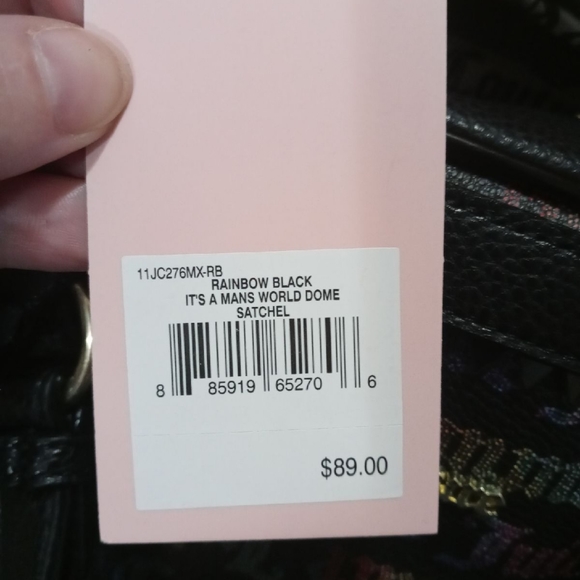 11JC276MX-RB
RAINBOW BLACK
IT'S A MANS WORLD DOME
SATCHEL
8 85919 65270 6
$89.00